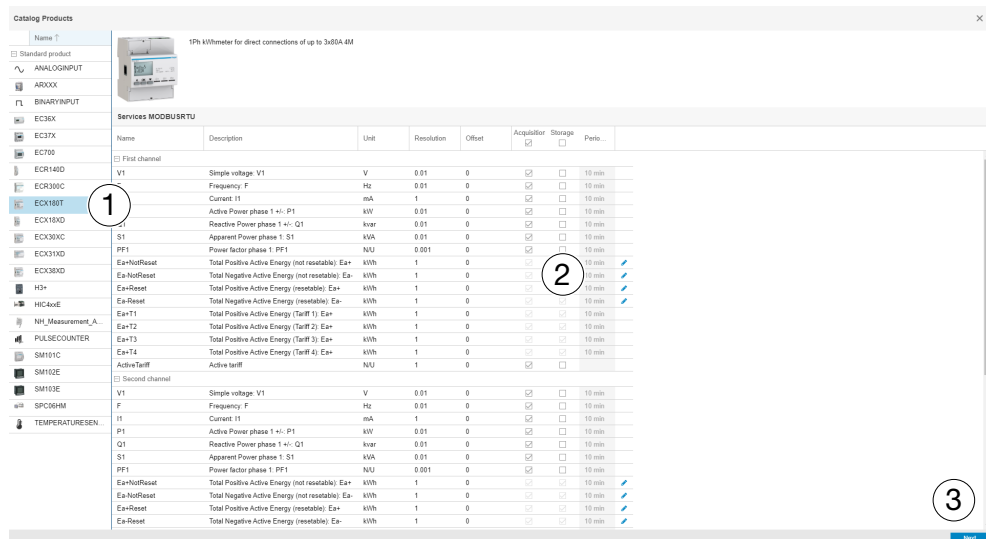 Catalog Products
Name ↑
Standard product
ANALOGINPUT
ARXXX
BINARYINPUT
EC36X
EC37X
EC700
ECR140D
ECR300C
ECX180T
ECX18XD
ECX30XC
ECX31XD
ECX38XD
H3+
HIC4xxE
NH_Measurement_A...
PULSECOUNTER
SM101C
SM102E
SM103E
SPC06HM
TEMPERATURESEN...
1Ph kWhmeter for direct connections of up to 3x80A 4M
Services MODBUSRTU
Name Description Unit Resolution Offset Acquisition Storage Perio...
First channel
V1 Simple voltage: V1 V 0.01 0 10 min
Frequency: F Hz 0.01 0 10 min
Current: I1 mA 1 0 10 min
Active Power phase 1 +/-: P1 kW 0.01 0 10 min
Reactive Power phase 1 +/-: Q1 kvar 0.01 0 10 min
S1 Apparent Power phase 1: S1 kVA 0.01 0 10 min
PF1 Power factor phase 1: PF1 N/U 0.001 0 10 min
Ea+NotReset Total Positive Active Energy (not resetable): Ea+ kWh 1 0 10 min
Ea-NotReset Total Negative Active Energy (not resetable): Ea- kWh 1 0 10 min
Ea+Reset Total Positive Active Energy (resetable): Ea+ kWh 1 0 10 min
Ea-Reset Total Negative Active Energy (resetable): Ea- kWh 1 0 10 min
Ea+T1 Total Positive Active Energy (Tariff 1): Ea+ kWh 1 0 10 min
Ea+T2 Total Positive Active Energy (Tariff 2): Ea+ kWh 1 0 10 min
Ea+T3 Total Positive Active Energy (Tariff 3): Ea+ kWh 1 0 10 min
Ea+T4 Total Positive Active Energy (Tariff 4): Ea+ kWh 1 0 10 min
ActiveTariff Active tariff N/U 1 0
Second channel
V1 Simple voltage: V1 V 0.01 0 10 min
F Frequency: F Hz 0.01 0 10 min
I1 Current: I1 mA 1 0 10 min
P1 Active Power phase 1 +/-: P1 kW 0.01 0 10 min
Q1 Reactive Power phase 1 +/-: Q1 kvar 0.01 0 10 min
S1 Apparent Power phase 1: S1 kVA 0.01 0 10 min
PF1 Power factor phase 1: PF1 N/U 0.001 0 10 min
Ea+NotReset Total Positive Active Energy (not resetable): Ea+ kWh 1 0 10 min
Ea-NotReset Total Negative Active Energy (not resetable): Ea- kWh 1 0 10 min
Ea+Reset Total Positive Active Energy (resetable): Ea+ kWh 1 0 10 min
Ea-Reset Total Negative Active Energy (resetable): Ea- kWh 1 0 10 min
1
2
3
Next